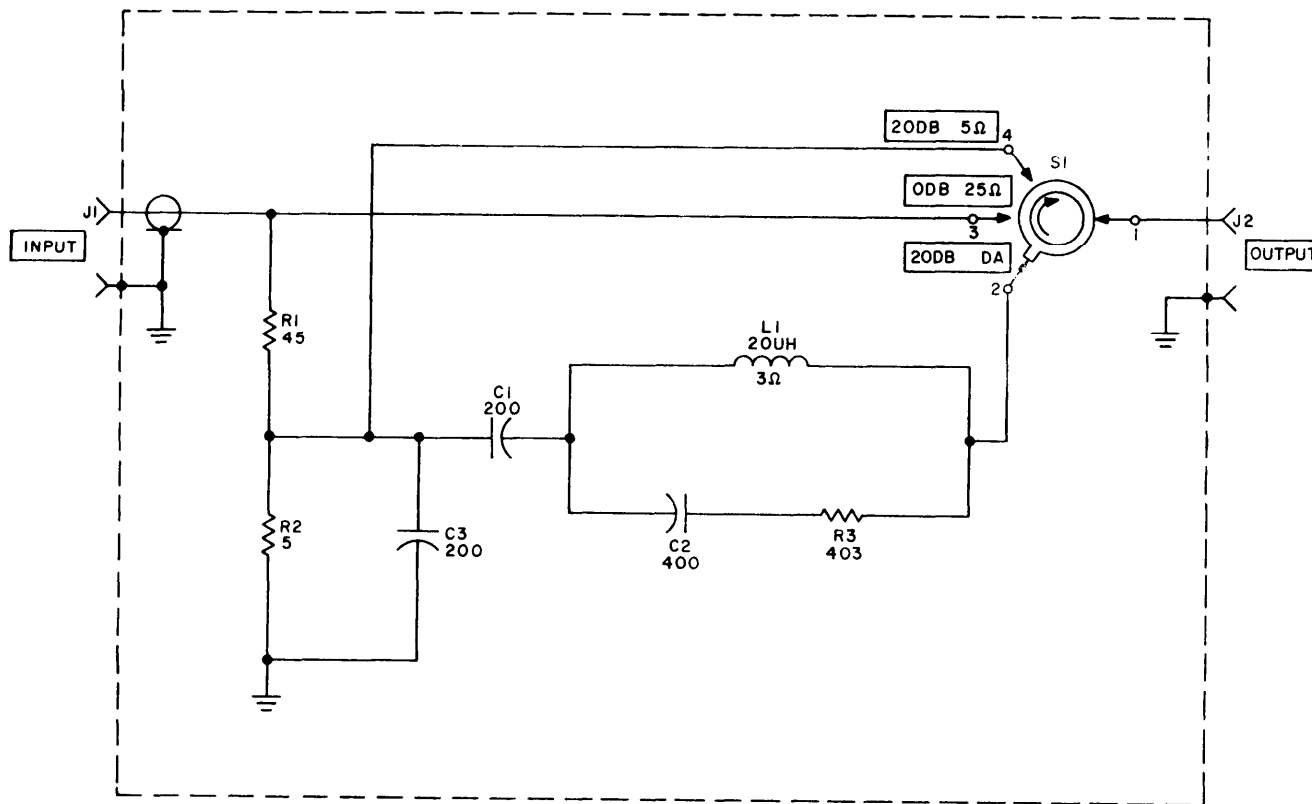 20DB 5Ω
4
S1
J1
0DB 25Ω
3
1
J2
INPUT
20DB DA
OUTPUT
2
R1
45
L1
20UH
3Ω
C1
200
R2
5
C3
200
C2
400
R3
403